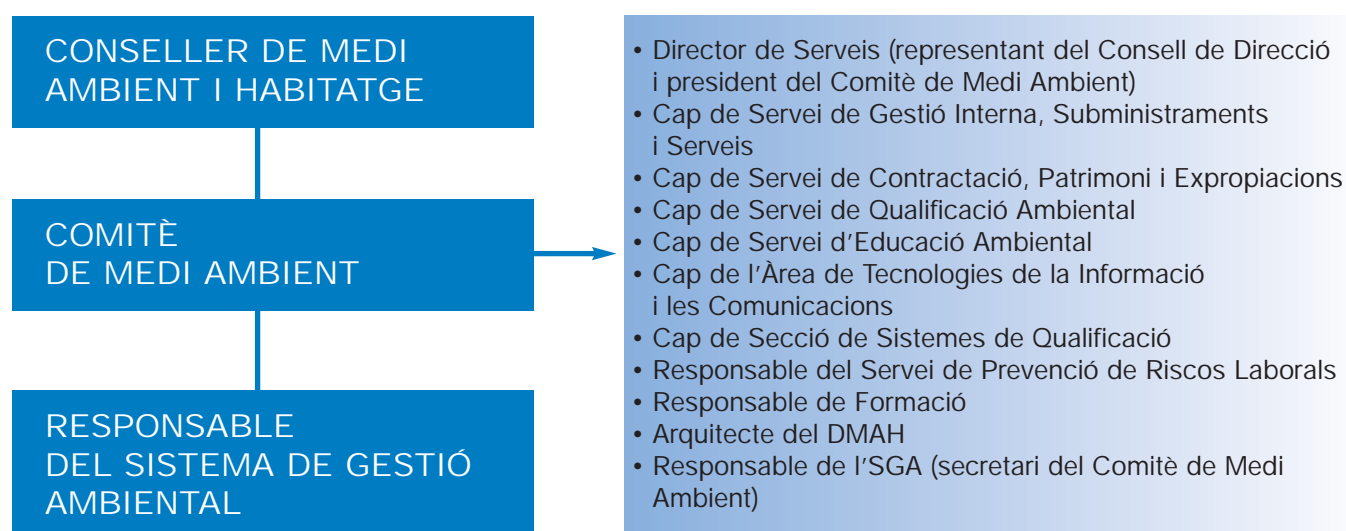 CONSELLER DE MEDI
AMBIENT I HABITATGE
COMITÈ
DE MEDI AMBIENT
RESPONSABLE
DEL SISTEMA DE GESTIÓ
AMBIENTAL
• Director de Serveis (representant del Consell de Direcció
i president del Comitè de Medi Ambient)
• Cap de Servei de Gestió Interna, Subministraments
i Serveis
• Cap de Servei de Contractació, Patrimoni i Expropiacions
• Cap de Servei de Qualificació Ambiental
• Cap de Servei d'Educació Ambiental
• Cap de l'Àrea de Tecnologies de la Informació
i les Comunicacions
• Cap de Secció de Sistemes de Qualificació
• Responsable del Servei de Prevenció de Riscos Laborals
• Responsable de Formació
• Arquitecte del DMAH
• Responsable de l'SGA (secretari del Comitè de Medi
Ambient)